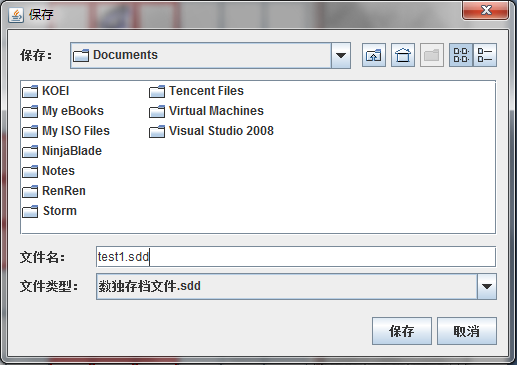 保存
保存： Documents
KOEI
My eBooks
My ISO Files
NinjaBlade
Notes
RenRen
Storm
Tencent Files
Virtual Machines
Visual Studio 2008
文件名： test1.sdd
文件类型： 数独存档文件.sdd
保存 取消